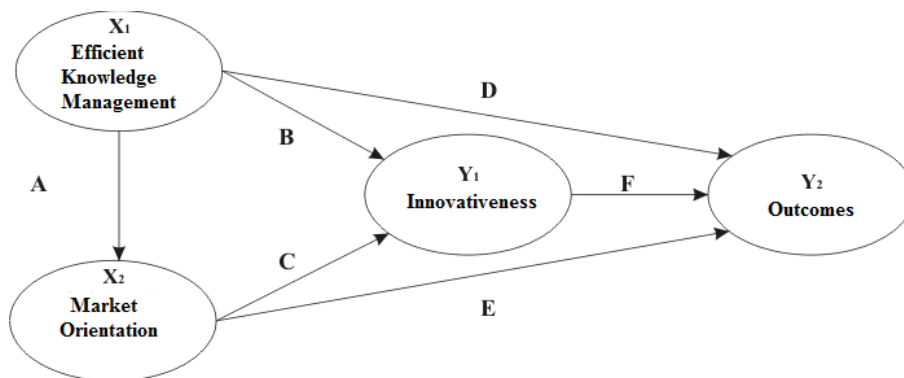 X1
Efficient
Knowledge
Management
D
B
A
Y1
Innovativeness
F
Y2
Outcomes
C
X2
Market
Orientation
E